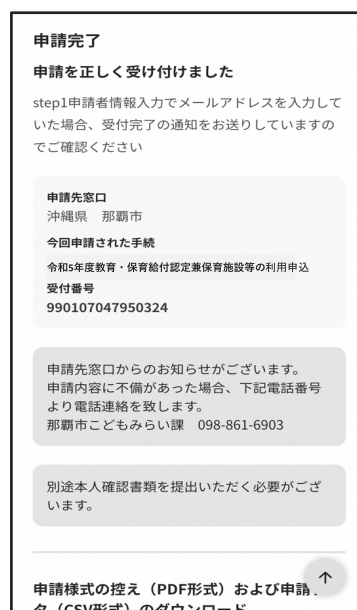 申請完了
申請を正しく受け付けました
step1申請者情報入力でメールアドレスを入力して
いた場合、受付完了の通知をお送りしていますの
でご確認ください
申請先窓口
沖縄県　那覇市
今回申請された手続
令和5年度教育・保育給付認定兼保育施設等の利用申込
受付番号
990107047950324
申請先窓口からのお知らせがございます。
申請内容に不備があった場合、下記電話番号
より電話連絡を致します。
那覇市こどもみらい課　098-861-6903
別途本人確認書類を提出いただく必要がござ
います。
申請様式の控え（PDF形式）および申請
タ（CSV形式）のダウンロード